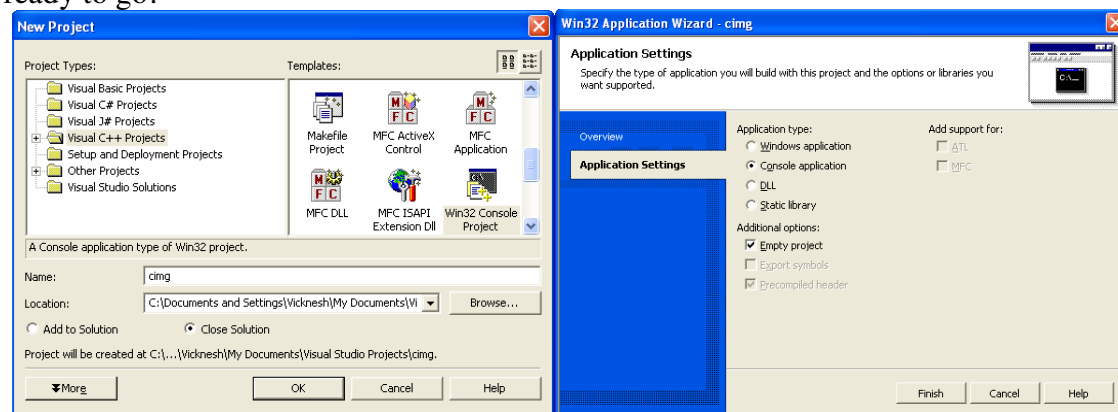 ready to go!
New Project
Project Types:
Templates:
Visual Basic Projects
Visual C# Projects
Visual J# Projects
Visual C++ Projects
Setup and Deployment Projects
Other Projects
Visual Studio Solutions
Makefile Project
MFC ActiveX Control
MFC Application
MFC DLL
MFC ISAPI Extension Dll
Win32 Console Project
A Console application type of Win32 project.
Name:
cimg
Location:
C:\Documents and Settings\Vicknesh\My Documents\Vi
Browse...
Add to Solution
Close Solution
Project will be created at C:\...\Vicknesh\My Documents\Visual Studio Projects\cimg.
More
OK
Cancel
Help
Win32 Application Wizard - cimg
Application Settings
Specify the type of application you will build with this project and the options or libraries you
want supported.
C:\_
Overview
Application Settings
Application type:
Windows application
Console application
DLL
Static library
Additional options:
Empty project
Export symbols
Precompiled header
Add support for:
ATL
MFC
Finish
Cancel
Help